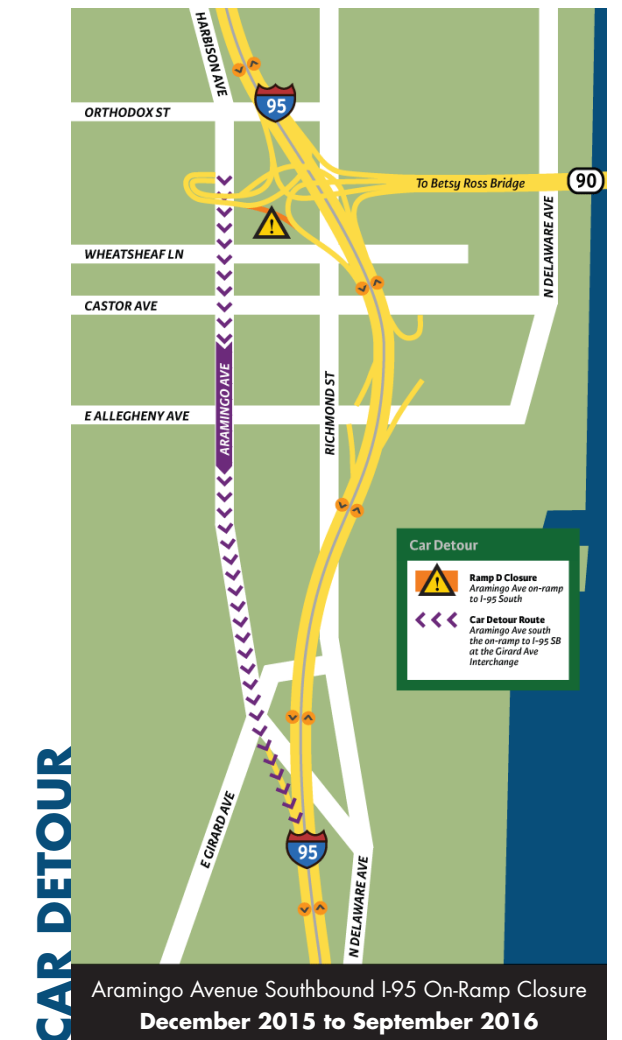 HARBISON AVE
95
ORTHODOX ST
To Betsy Ross Bridge
90
!
WHEATSHEAF LN
N DELAWARE AVE
CASTOR AVE
ARAMINGO AVE
RICHMOND ST
E ALLEGHENY AVE
Car Detour
!
Ramp D Closure
Aramingo Ave on-ramp
to I-95 South
Car Detour Route
Aramingo Ave south
the on-ramp to I-95 SB
at the Girard Ave
Interchange
E GIRARD AVE
95
N DELAWARE AVE
CAR DETOUR
Aramingo Avenue Southbound I-95 On-Ramp Closure
December 2015 to September 2016